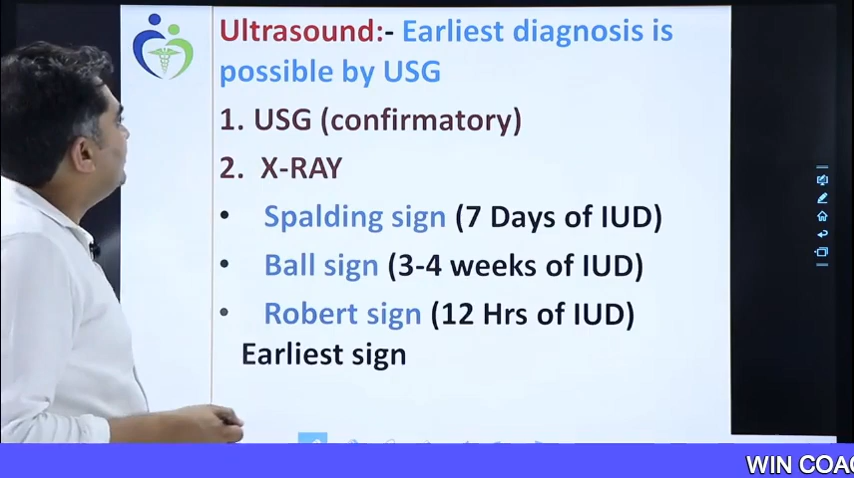 Ultrasound:- Earliest diagnosis is
possible by USG
1. USG (confirmatory)
2. X-RAY
• Spalding sign (7 Days of IUD)
• Ball sign (3-4 weeks of IUD)
• Robert sign (12 Hrs of IUD)
Earliest sign
WIN